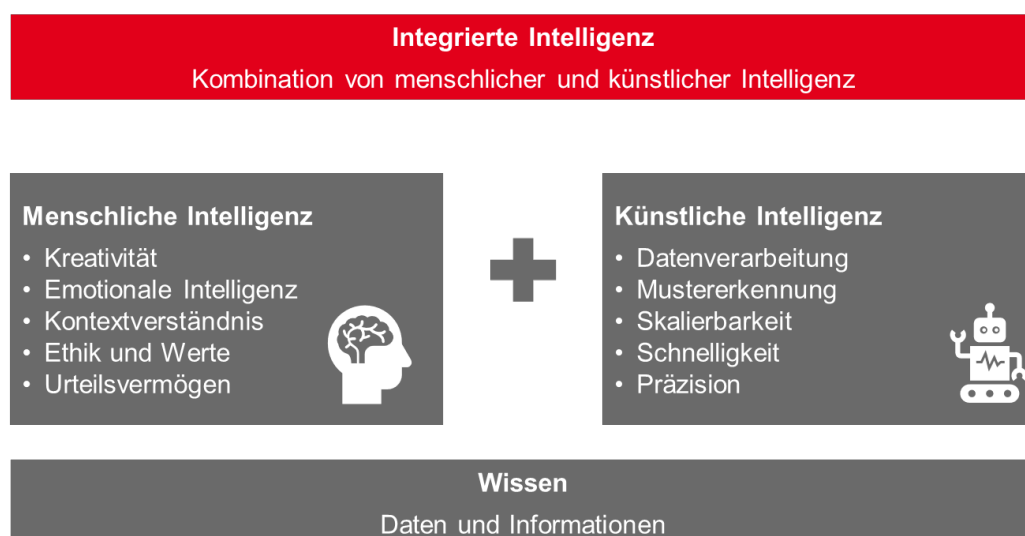 Integrierte Intelligenz
Kombination von menschlicher und künstlicher Intelligenz
Menschliche Intelligenz
• Kreativität
• Emotionale Intelligenz
• Kontextverständnis
• Ethik und Werte
• Urteilsvermögen
Künstliche Intelligenz
• Datenverarbeitung
• Mustererkennung
• Skalierbarkeit
• Schnelligkeit
• Präzision
Wissen
Daten und Informationen